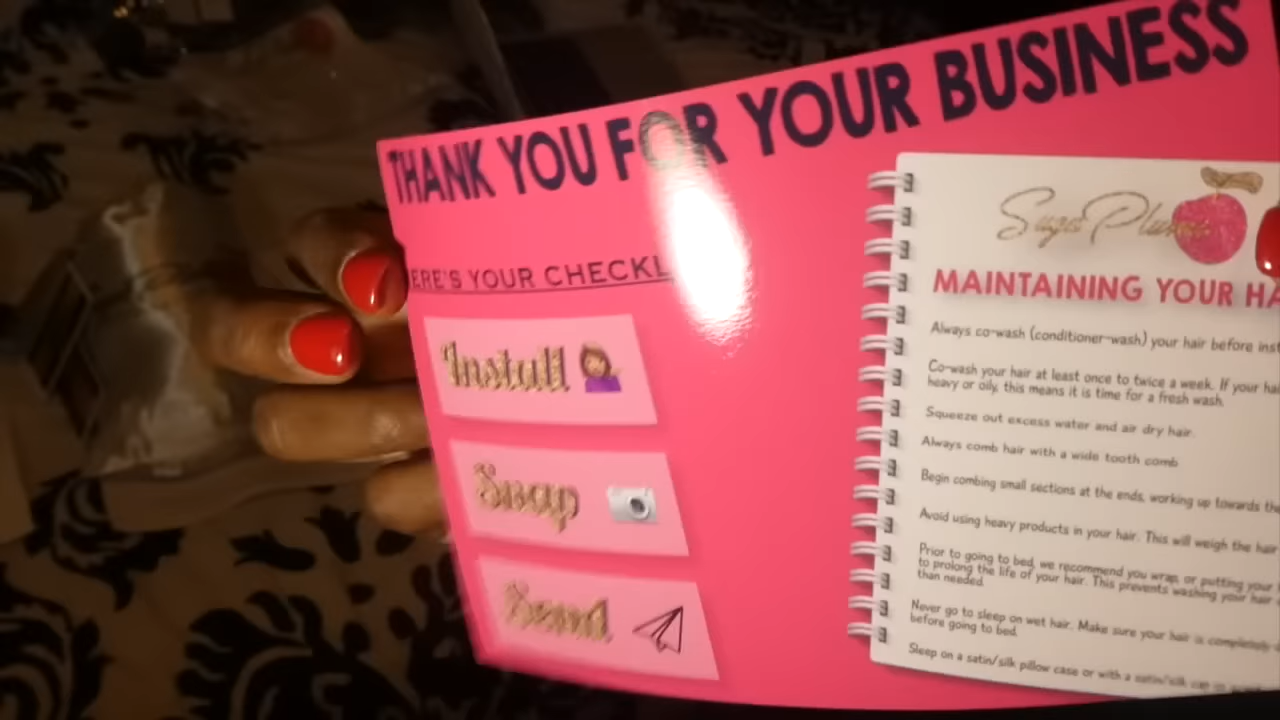 THANK YOU FOR YOUR BUSINESS
ERE'S YOUR CHECKL
Install
Snap
Send
Suga Plum
MAINTAINING YOUR HA
Always co-wash (conditioner-wash) your hair before inst
Co-wash your hair at least once to twice a week. If your ha
heavy or oily, this means it is time for a fresh wash.
Squeeze out excess water and air dry hair.
Always comb hair with a wide tooth comb
Begin combing small sections at the ends, working up towards the
Avoid using heavy products in your hair. This will weigh the hair
Prior to going to bed, we recommend you wrap, or putting your
to prolong the life of your hair. This prevents washing your hair
than needed.
Never go to sleep on wet hair. Make sure your hair is completely
before going to bed.
Sleep on a satin/silk pillow case or with a satin/silk cap